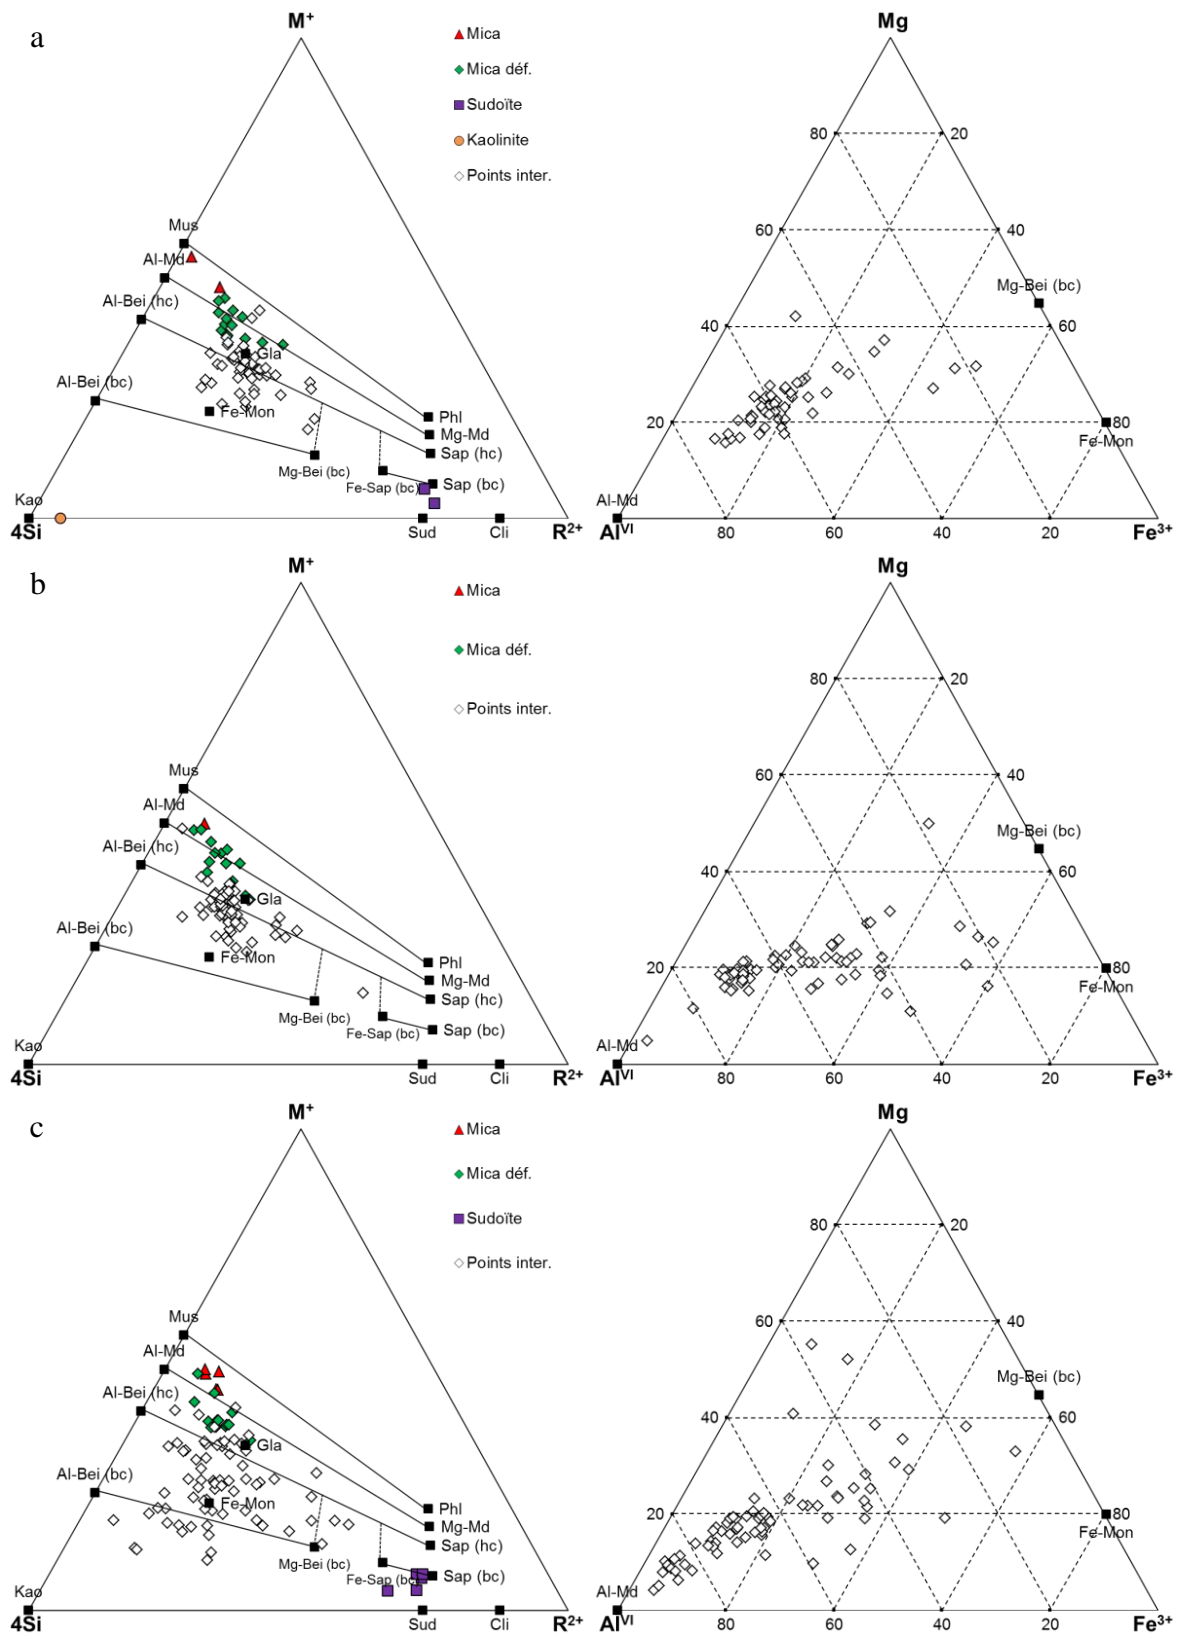 a
M⁺
Mica
Mica déf.
Sudoïte
Kaolinite
Points inter.
Mus
Al-Md
Al-Bei (hc)
Al-Bei (bc)
Gla
Fe-Mon
Mg-Bei (bc)
Fe-Sap (bc)
Phl
Mg-Md
Sap (hc)
Sap (bc)
Kao
4Si
Sud
Cli
R²⁺
Mg
80
20
60
40
Mg-Bei (bc)
40
60
20
80
Fe-Mon
Al-Md
Alⱽᴵ
80
60
40
20
Fe³⁺
b
M⁺
Mica
Mica déf.
Points inter.
Mus
Al-Md
Al-Bei (hc)
Al-Bei (bc)
Gla
Fe-Mon
Mg-Bei (bc)
Fe-Sap (bc)
Phl
Mg-Md
Sap (hc)
Sap (bc)
Kao
4Si
Sud
Cli
R²⁺
Mg
80
20
60
40
Mg-Bei (bc)
40
60
20
80
Fe-Mon
Al-Md
Alⱽᴵ
80
60
40
20
Fe³⁺
c
M⁺
Mica
Mica déf.
Sudoïte
Points inter.
Mus
Al-Md
Al-Bei (hc)
Al-Bei (bc)
Gla
Fe-Mon
Mg-Bei (bc)
Fe-Sap (bc)
Phl
Mg-Md
Sap (hc)
Sap (bc)
Kao
4Si
Sud
Cli
R²⁺
Mg
80
20
60
40
Mg-Bei (bc)
40
60
20
80
Fe-Mon
Al-Md
Alⱽᴵ
80
60
40
20
Fe³⁺